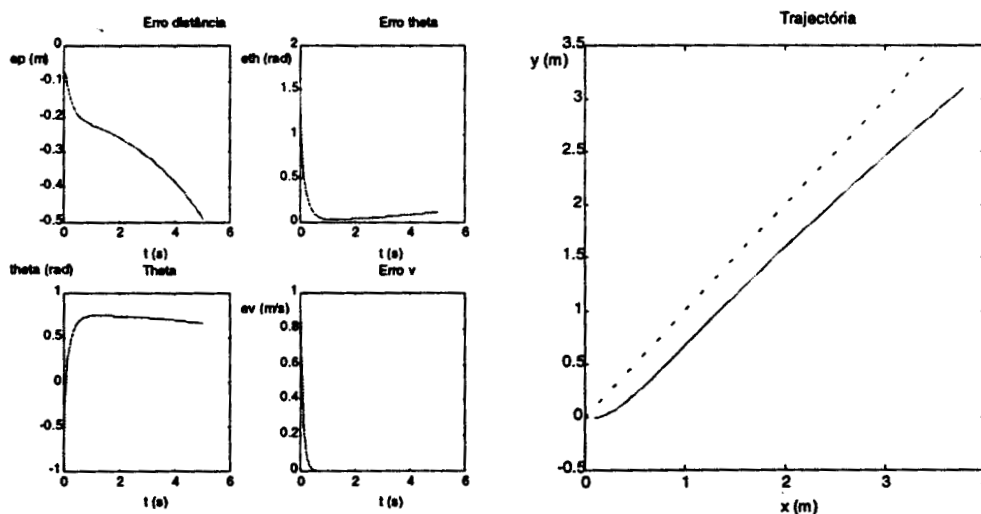 Erro distância
0
ep (m)
-0.1
-0.2
-0.3
-0.4
-0.5
0 2 4 6
t (s)
Erro theta
2
eth (rad)
1.5
1
0.5
0
0 2 4 6
t (s)
theta (rad)
Theta
1
0.5
0
-0.5
-1
0 2 4 6
t (s)
Erro v
1
ev (m/s)
0.8
0.6
0.4
0.2
0
0 2 4 6
t (s)
Trajectória
3.5
y (m)
3
2.5
2
1.5
1
0.5
0
-0.5
0 1 2 3 4
x (m)